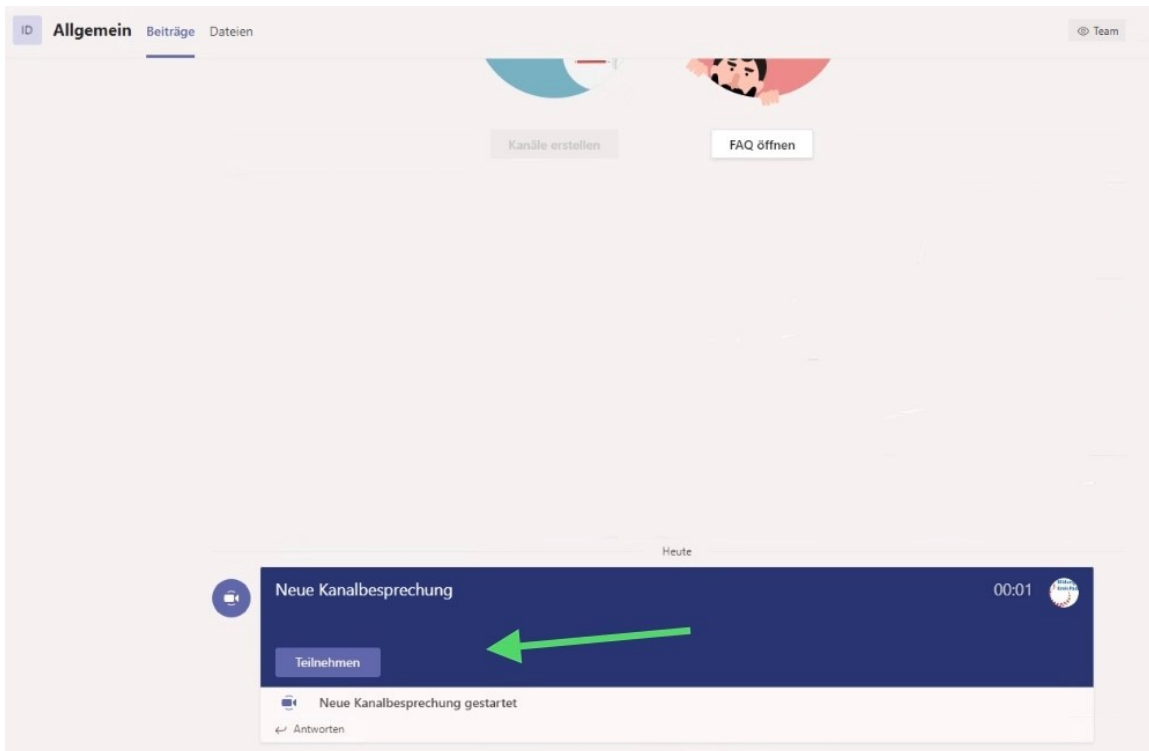 ID Allgemein Beiträge Dateien Team
Kanäle erstellen FAQ öffnen
Heute
Neue Kanalbesprechung 00:01
Teilnehmen
Neue Kanalbesprechung gestartet
Antworten